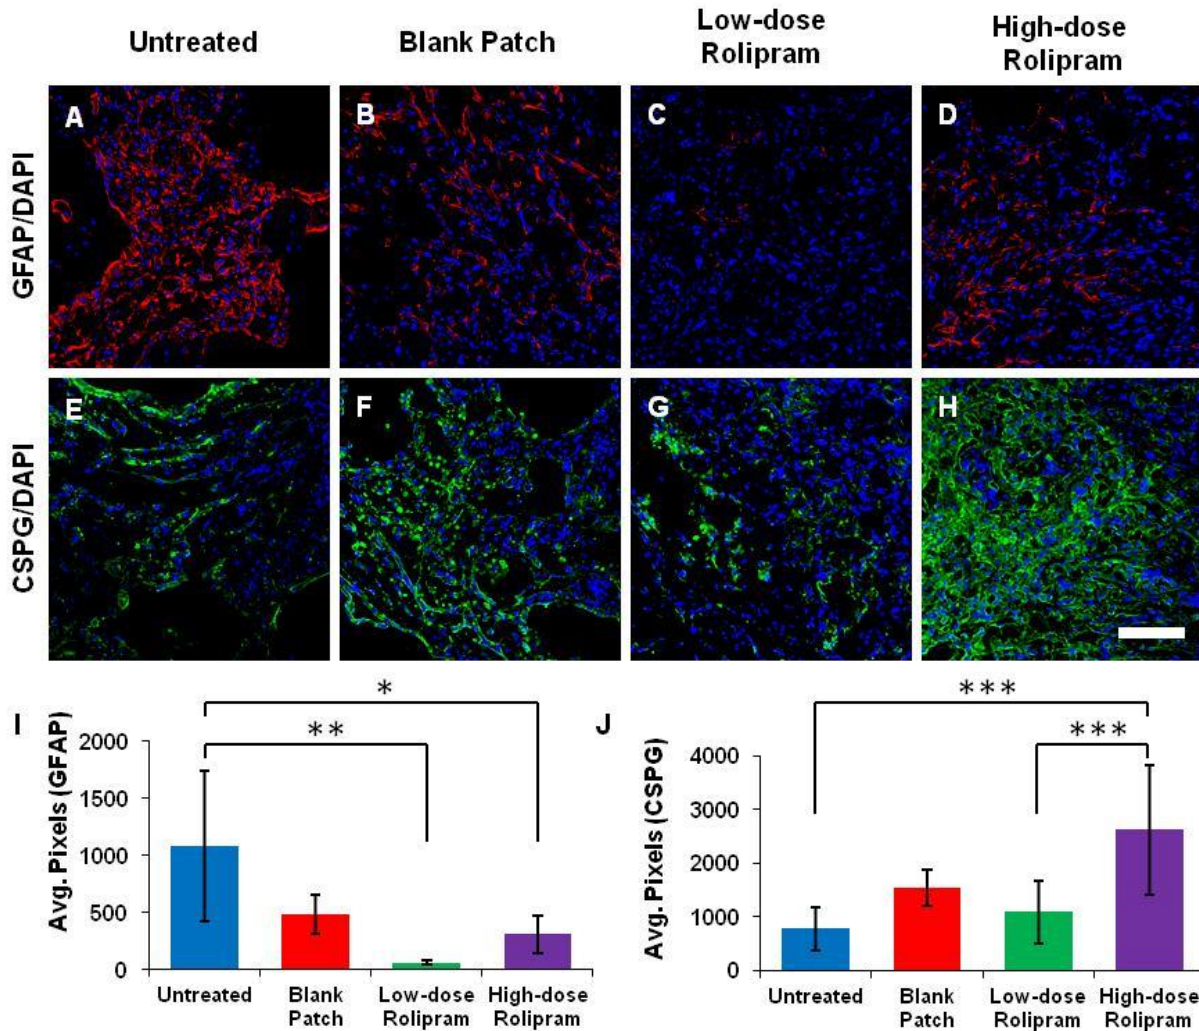 Untreated
Blank Patch
Low-dose
Rolipram
High-dose
Rolipram
GFAP/DAPI
A
B
C
D
CSPG/DAPI
E
F
G
H
I
*
**
Avg. Pixels (GFAP)
2000
1500
1000
500
0
Untreated
Blank
Patch
Low-dose
Rolipram
High-dose
Rolipram
J
***
***
Avg. Pixels (CSPG)
4000
3000
2000
1000
0
Untreated
Blank
Patch
Low-dose
Rolipram
High-dose
Rolipram